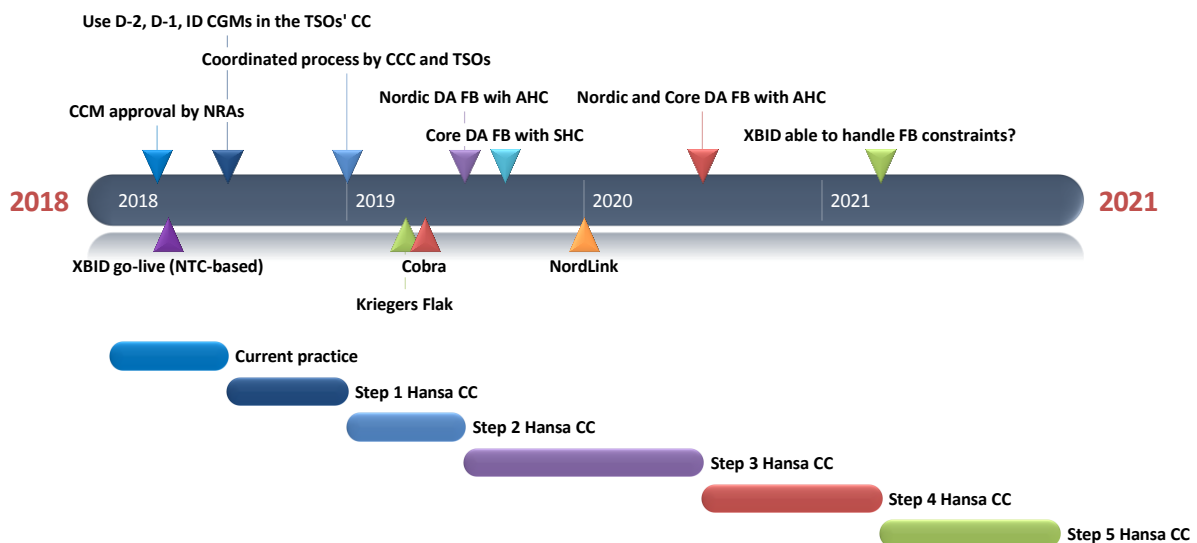 Use D-2, D-1, ID CGMs in the TSOs' CC
Coordinated process by CCC and TSOs
Nordic DA FB wih AHC
Nordic and Core DA FB with AHC
CCM approval by NRAs
Core DA FB with SHC
XBID able to handle FB constraints?
2018
2018
2019
2020
2021
2021
XBID go-live (NTC-based)
Cobra
NordLink
Kriegers Flak
Current practice
Step 1 Hansa CC
Step 2 Hansa CC
Step 3 Hansa CC
Step 4 Hansa CC
Step 5 Hansa CC